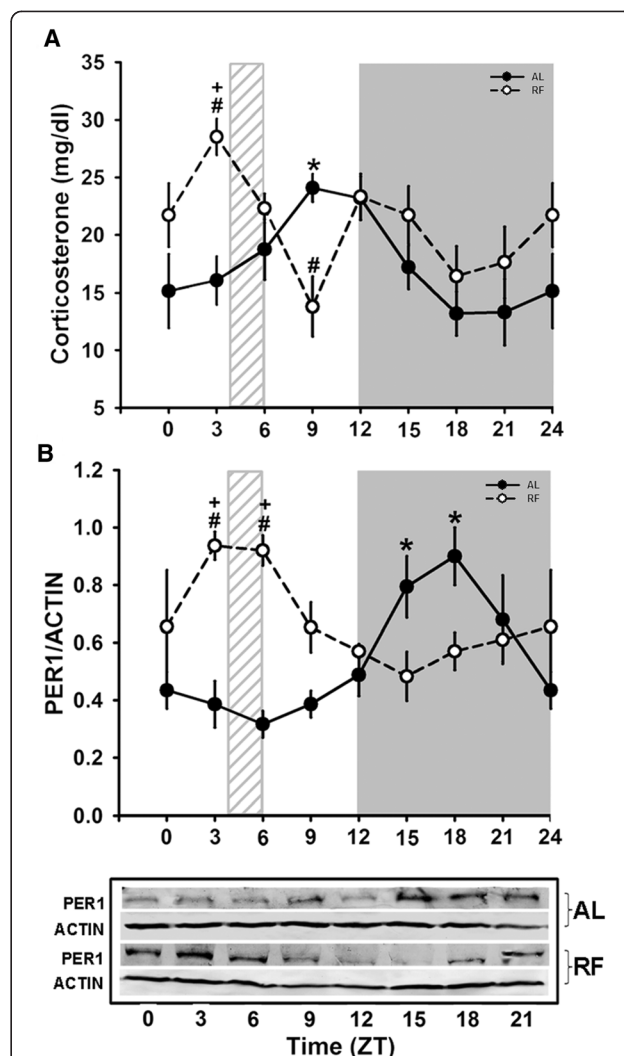 A
35
AL
RF
+
#
30
*
25
20
#
15
10
5
Corticosterone (mg/dl)
0 3 6 9 12 15 18 21 24
B
1.2
AL
RF
+ +
# #
1.0
* *
0.8
0.6
0.4
0.2
0.0
PER1/ACTIN
0 3 6 9 12 15 18 21 24
PER1
ACTIN
AL
PER1
ACTIN
RF
0 3 6 9 12 15 18 21
Time (ZT)